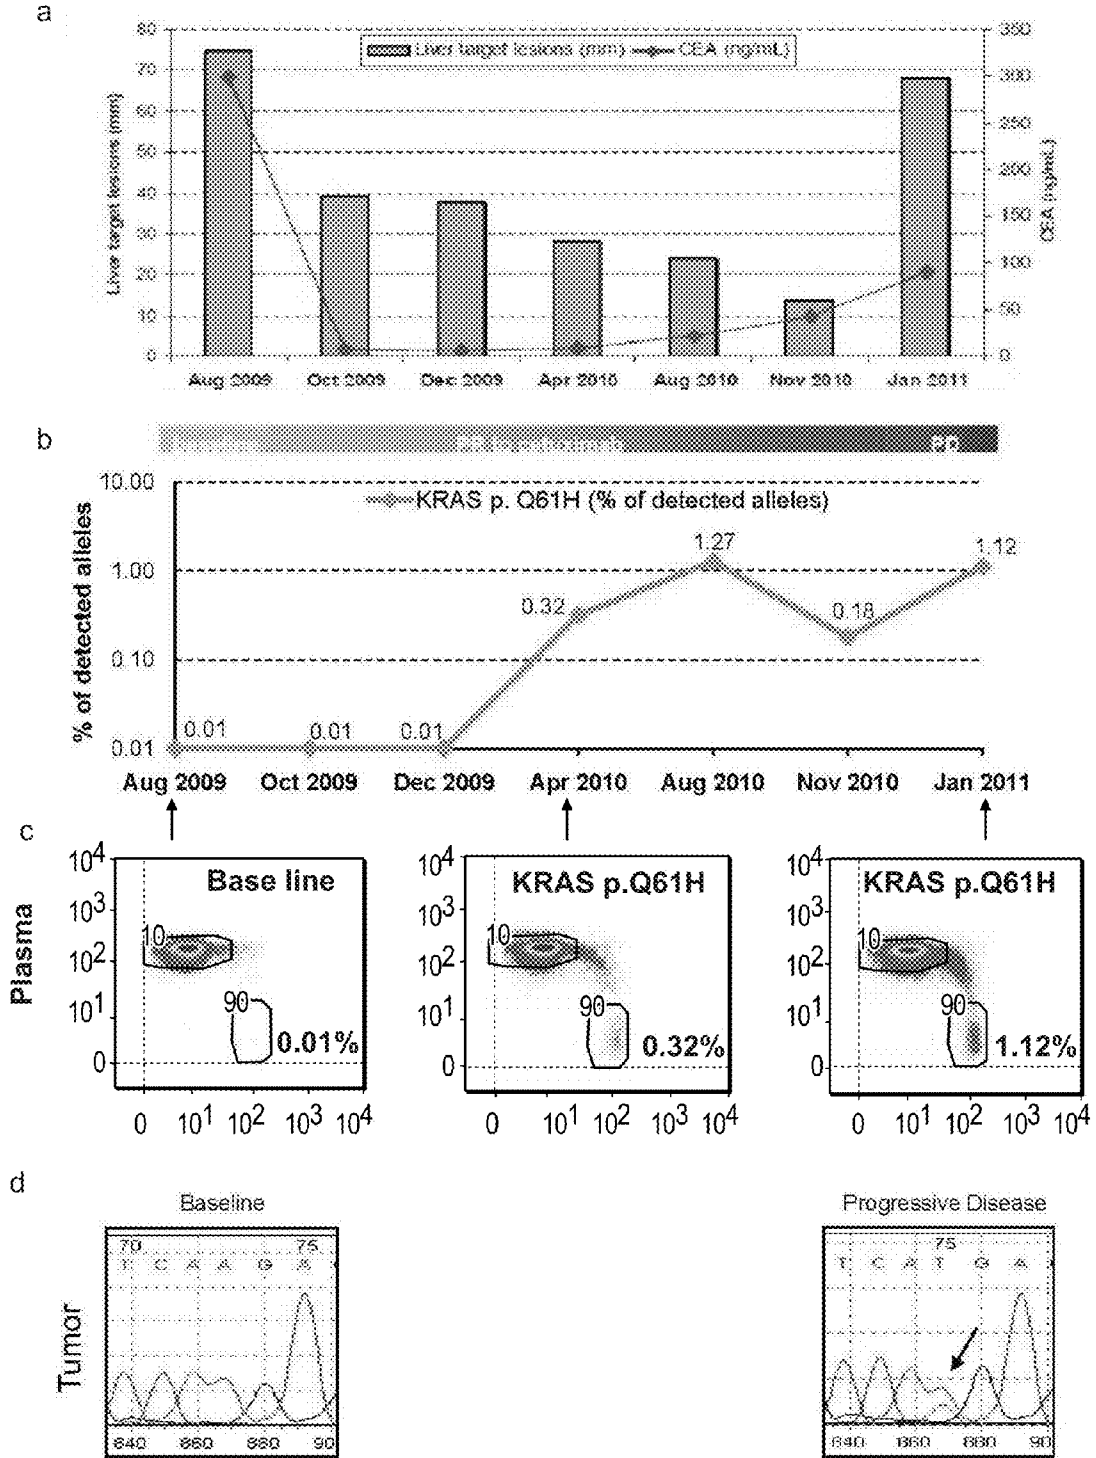 a
Liver target lesions (mm) CEA (ng/mL)
80
70
60
50
40
30
20
10
0
350
300
250
200
150
100
50
0
Liver target lesions (mm)
CEA (ng/mL)
Aug 2009 Oct 2009 Dec 2009 Apr 2010 Aug 2010 Nov 2010 Jan 2011
b
PD
KRAS p. Q61H (% of detected alleles)
% of detected alleles
10.00
1.00
0.10
0.01
0.01 0.01 0.01 0.32 1.27 0.18 1.12
Aug 2009 Oct 2009 Dec 2009 Apr 2010 Aug 2010 Nov 2010 Jan 2011
c
Plasma
Base line
10⁴
10³
10²
10¹
0
10
90
0.01%
0 10¹ 10² 10³ 10⁴
KRAS p.Q61H
10⁴
10³
10²
10¹
0
10
90
0.32%
0 10¹ 10² 10³ 10⁴
KRAS p.Q61H
10⁴
10³
10²
10¹
0
10
90
1.12%
0 10¹ 10² 10³ 10⁴
d
Tumor
Baseline
70 75
T C A A G A
640 660 680 90
Progressive Disease
75
T C A T G A
640 660 680 90